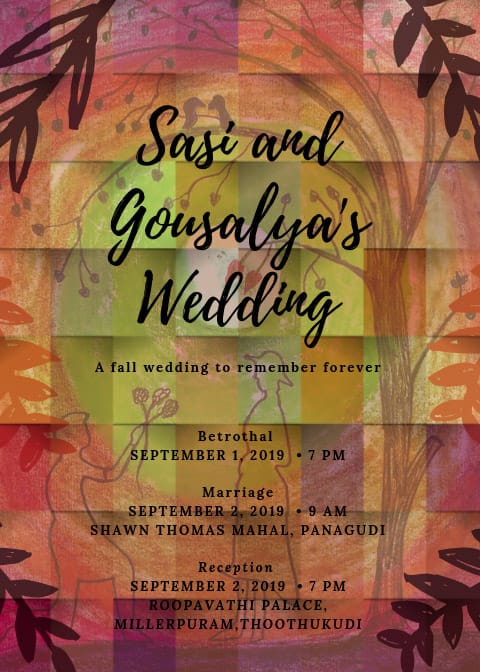 Sasi and
Gousalya's
Wedding
A fall wedding to remember forever
Betrothal
SEPTEMBER 1, 2019 • 7 PM
Marriage
SEPTEMBER 2, 2019 • 9 AM
SHAWN THOMAS MAHAL, PANAGUDI
Reception
SEPTEMBER 2, 2019 • 7 PM
ROOPAVATHI PALACE,
MILLERPURAM,THOOTHUKUDI